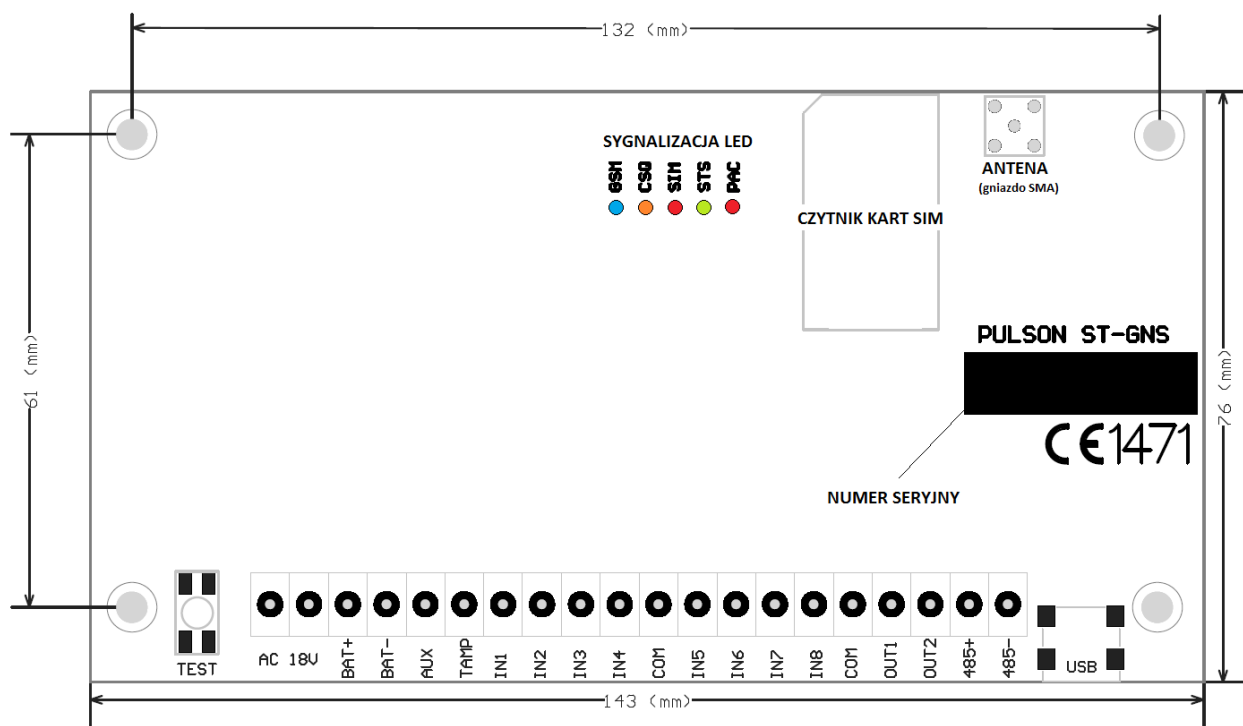 132 (mm)
SYGNALIZACJA LED
GSM
CSQ
SIM
STS
PAC
CZYTNIK KART SIM
ANTENA
(gniazdo SMA)
61 (mm)
PULSON ST-GNS
76 (mm)
CE1471
NUMER SERYJNY
TEST
AC 18V
BAT+
BAT-
AUX
TAMP
IN1
IN2
IN3
IN4
COM
IN5
IN6
IN7
IN8
COM
OUT1
OUT2
485+
485-
USB
143 (mm)